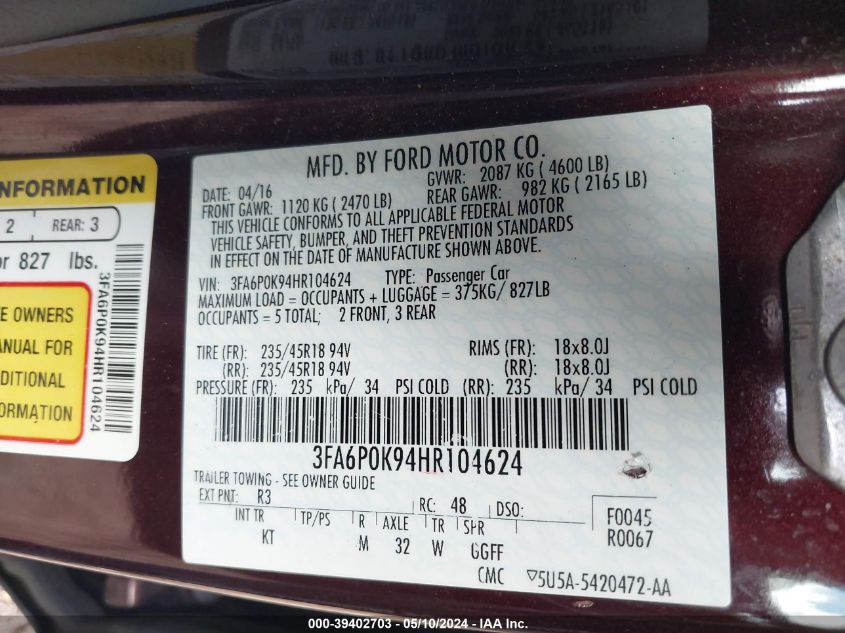 MFD. BY FORD MOTOR CO.
DATE: 04/16 GVWR: 2087 KG ( 4600 LB)
FRONT GAWR: 1120 KG ( 2470 LB) REAR GAWR: 982 KG ( 2165 LB)
THIS VEHICLE CONFORMS TO ALL APPLICABLE FEDERAL MOTOR
VEHICLE SAFETY, BUMPER, AND THEFT PREVENTION STANDARDS
IN EFFECT ON THE DATE OF MANUFACTURE SHOWN ABOVE.
VIN: 3FA6P0K94HR104624 TYPE: Passenger Car
MAXIMUM LOAD = OCCUPANTS + LUGGAGE = 375KG/ 827LB
OCCUPANTS = 5 TOTAL; 2 FRONT, 3 REAR
TIRE (FR): 235/45R18 94V RIMS (FR): 18x8.0J
(RR): 235/45R18 94V (RR): 18x8.0J
PRESSURE (FR): 235 kPa/ 34 PSI COLD (RR): 235 kPa/ 34 PSI COLD
3FA6P0K94HR104624
TRAILER TOWING - SEE OWNER GUIDE
EXT PNT: R3 RC: 48 DSO:
INT TR TP/PS R AXLE TR SPR
KT M 32 W GGFF
F0045
R0067
CMC ▽5U5A-5420472-AA
INFORMATION
2 REAR: 3
or 827 lbs.
E OWNERS
ANUAL FOR
DITIONAL
FORMATION
3FA6P0K94HR104624
000-39402703 - 05/10/2024 - IAA Inc.